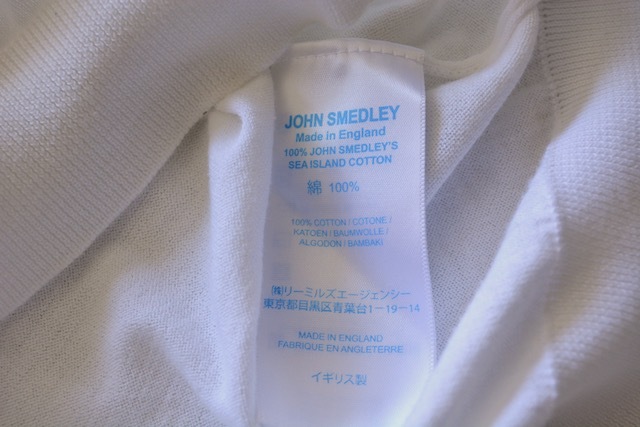 JOHN SMEDLEY
Made in England
100% JOHN SMEDLEY'S
SEA ISLAND COTTON
綿 100%
100% COTTON / COTONE /
KATOEN / BAUMWOLLE /
ALGODON / BAMBAKI
㈱リーミルズエージェンシー
東京都目黒区青葉台1-19-14
MADE IN ENGLAND
FABRIQUE EN ANGLETERRE
イギリス製